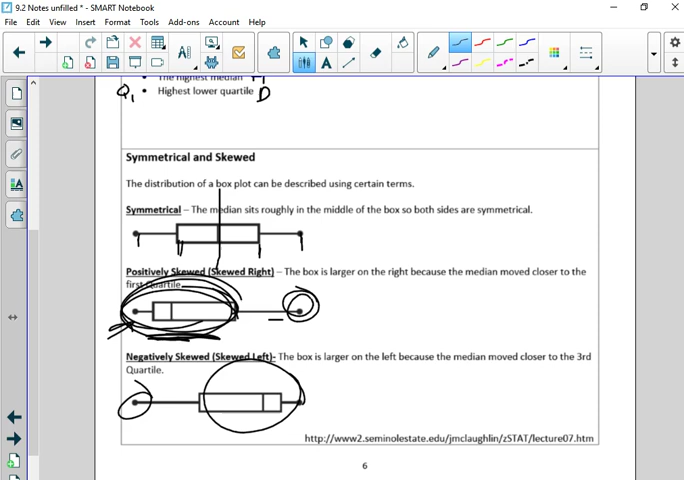 9.2 Notes unfilled * - SMART Notebook
File Edit View Insert Format Tools Add-ons Account Help
A
The highest median H
Q1 • Highest lower quartile D
Symmetrical and Skewed
The distribution of a box plot can be described using certain terms.
Symmetrical – The median sits roughly in the middle of the box so both sides are symmetrical.
Positively Skewed (Skewed Right) – The box is larger on the right because the median moved closer to the
first Quartile.
Negatively Skewed (Skewed Left)- The box is larger on the left because the median moved closer to the 3rd
Quartile.
http://www2.seminolestate.edu/jmclaughlin/zSTAT/lecture07.htm
6